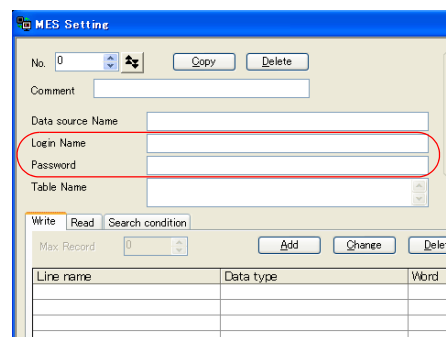 MES Setting
No. 0 Copy Delete
Comment
Data source Name
Login Name
Password
Table Name
Write Read Search condition
Max Record 0 Add Change Dele
Line name Data type Word